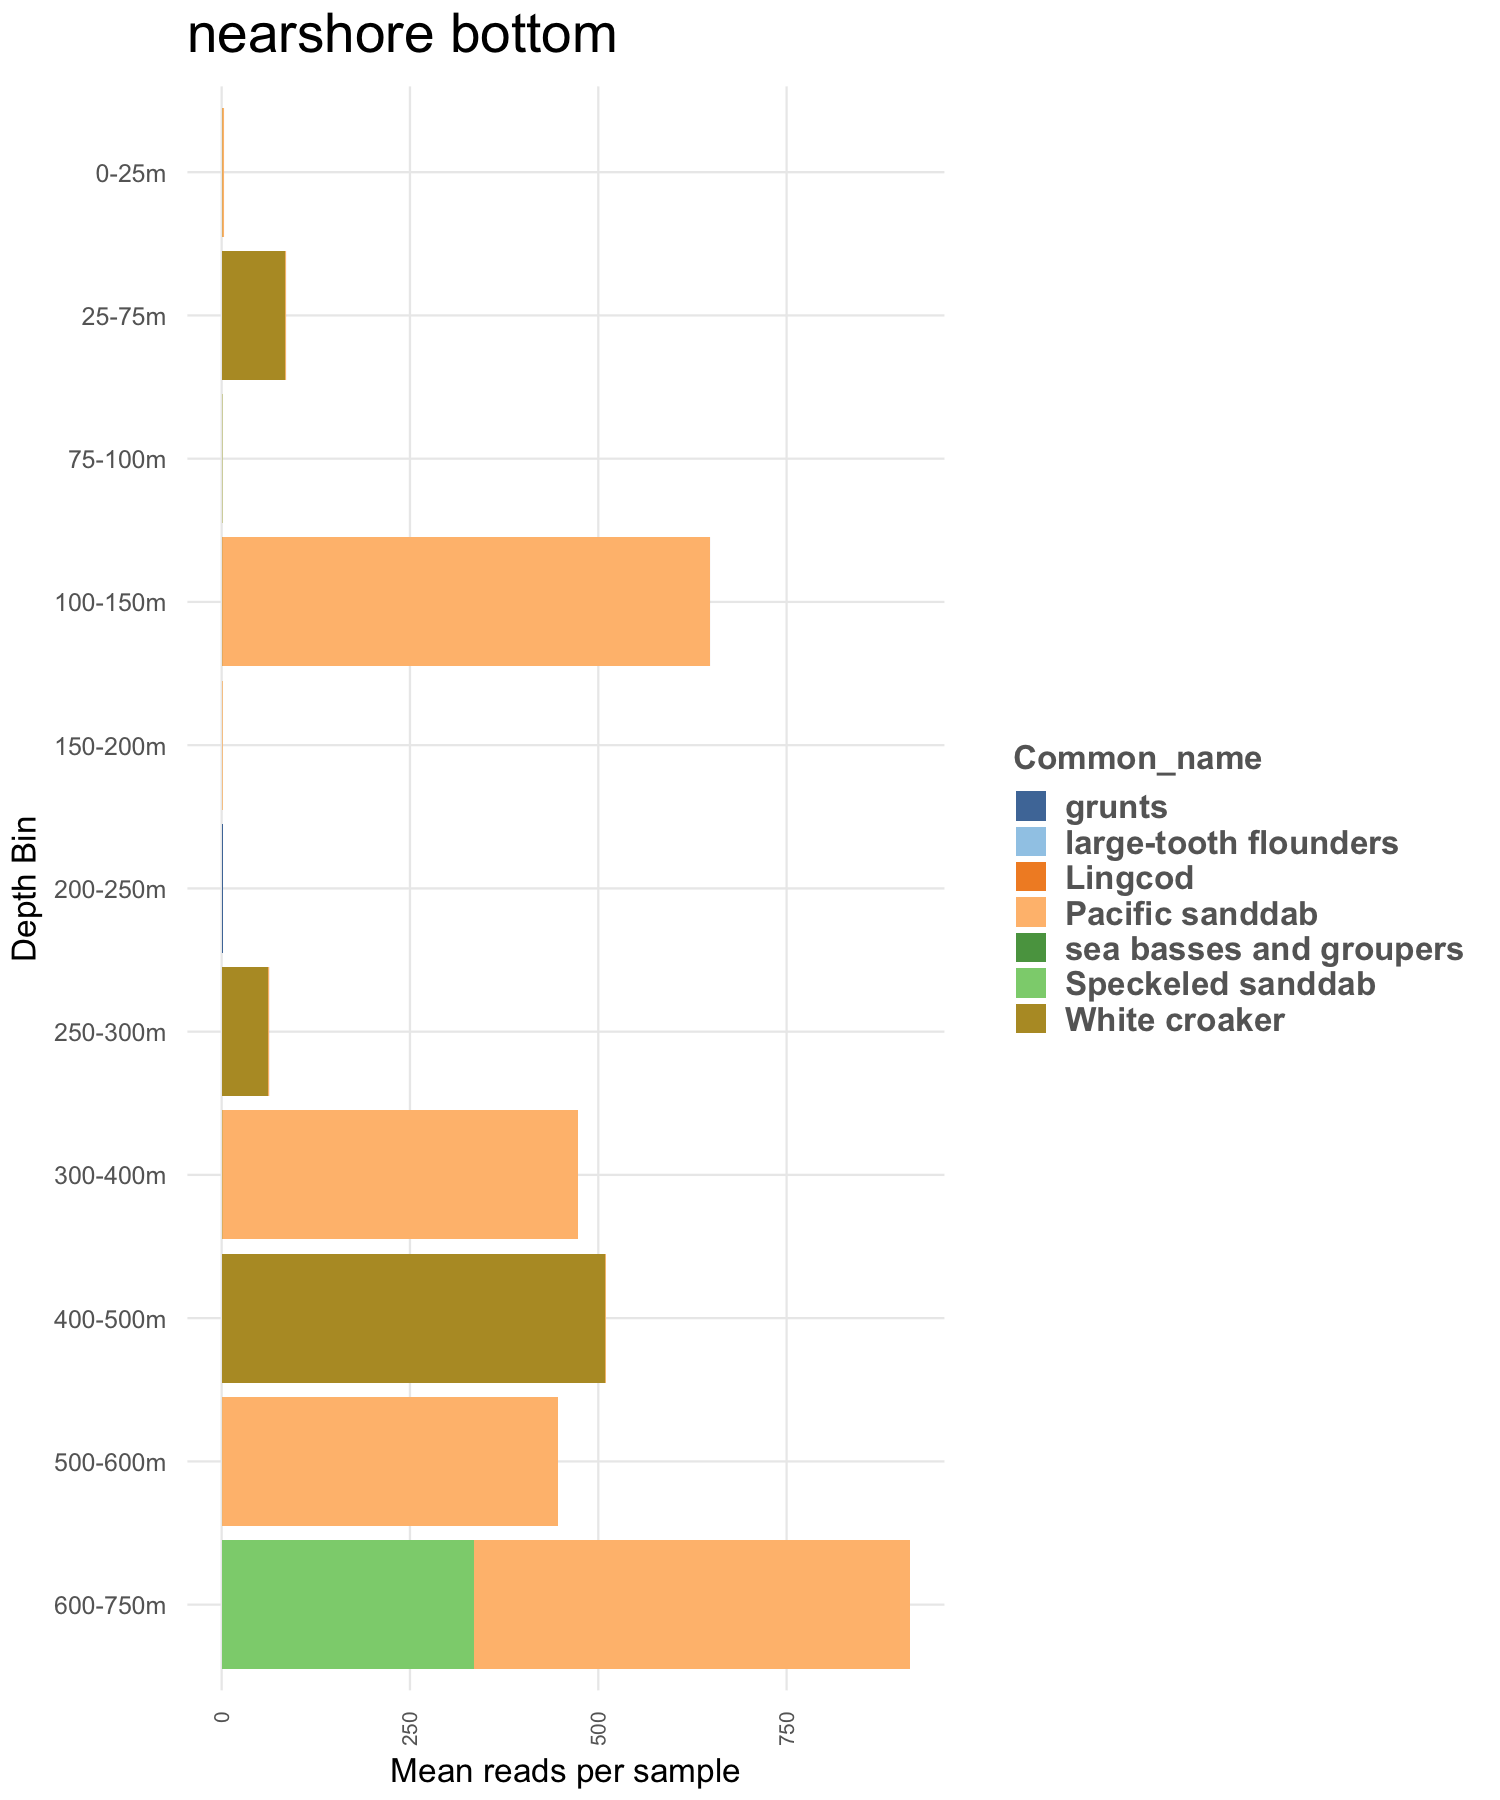 nearshore bottom
0-25m
25-75m
75-100m
100-150m
150-200m
200-250m
250-300m
300-400m
400-500m
500-600m
600-750m
Depth Bin
0
250
500
750
Mean reads per sample
Common_name
grunts
large-tooth flounders
Lingcod
Pacific sanddab
sea basses and groupers
Speckeled sanddab
White croaker